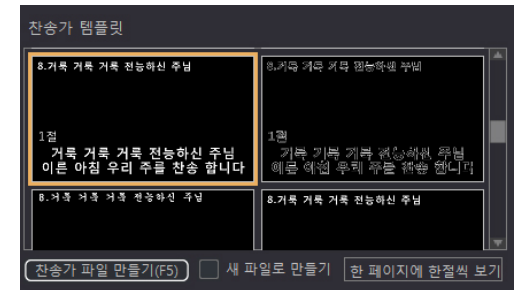 찬송가 템플릿
8.거룩 거룩 거룩 전능하신 주님
1절
거룩 거룩 거룩 전능하신 주님
이른 아침 우리 주를 찬송 합니다
8.거룩 거룩 거룩 전능하신 주님
1절
거룩 거룩 거룩 전능하신 주님
이른 아침 우리 주를 찬송 합니다
8.거룩 거룩 거룩 전능하신 주님
8.거룩 거룩 거룩 전능하신 주님
찬송가 파일 만들기(F5)
새 파일로 만들기
한 페이지에 한절씩 보기